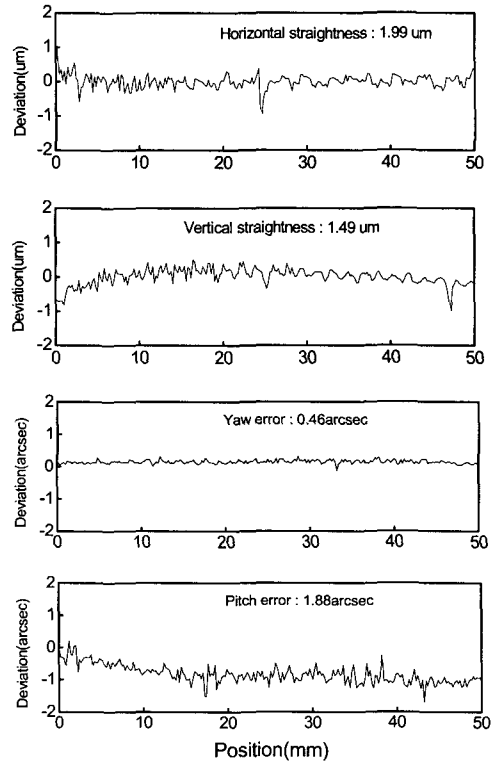 Horizontal straightness : 1.99 um
Deviation(um)
2
1
0
-1
-2
0 10 20 30 40 50
Vertical straightness : 1.49 um
Deviation(um)
2
1
0
-1
-2
0 10 20 30 40 50
Yaw error : 0.46arcsec
Deviation(arcsec)
2
1
0
-1
-2
0 10 20 30 40 50
Pitch error : 1.88arcsec
Deviation(arcsec)
2
1
0
-1
-2
0 10 20 30 40 50
Position(mm)